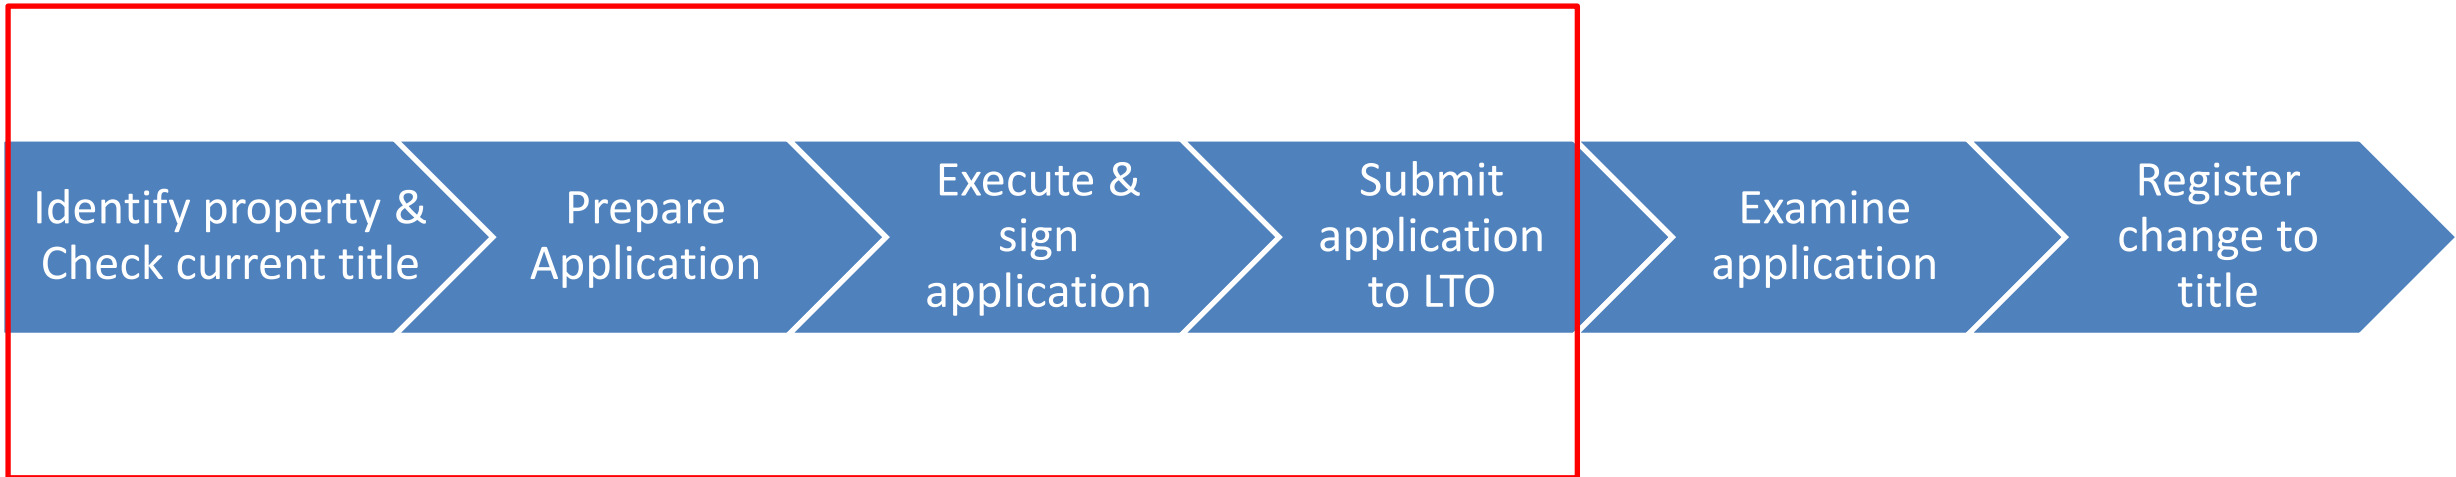 Identify property &
Check current title
Prepare
Application
Execute &
sign
application
Submit
application
to LTO
Examine
application
Register
change to
title